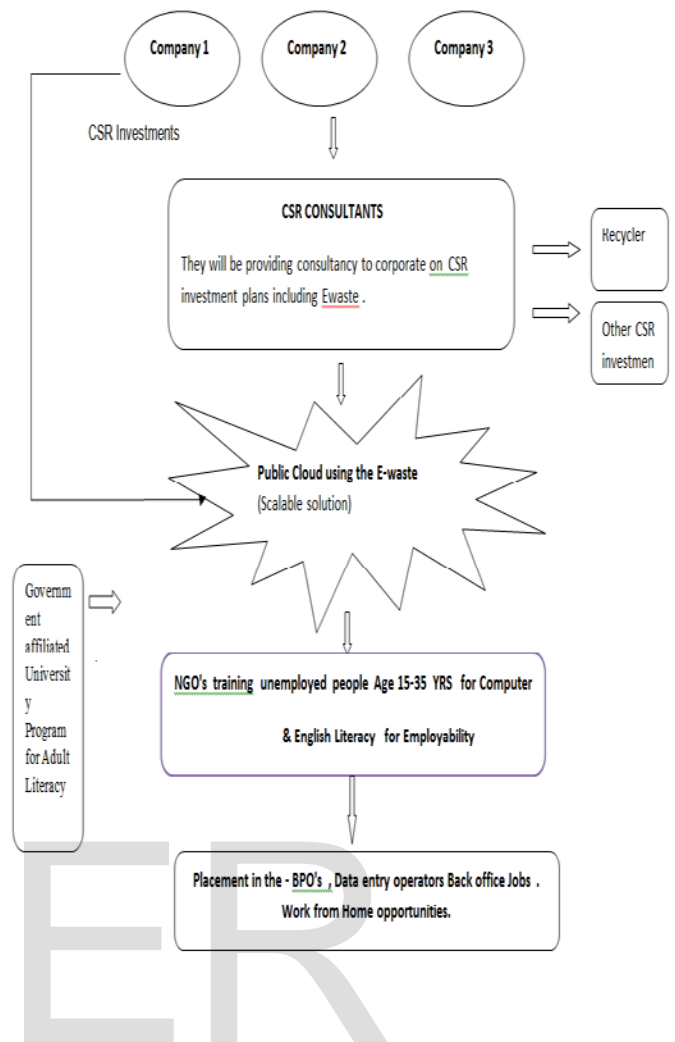 Company 1
Company 2
Company 3
CSR Investments
CSR CONSULTANTS
They will be providing consultancy to corporate on CSR
investment plans including Ewaste .
Recycler
Other CSR
investmen
Public Cloud using the E-waste
(Scalable solution)
Governm
ent
affiliated
Universit
y
Program
for Adult
Literacy
.
NGO's training unemployed people Age 15-35 YRS for Computer
& English Literacy for Employability
Placement in the - BPO's , Data entry operators Back office Jobs .
Work from Home opportunities.
ER